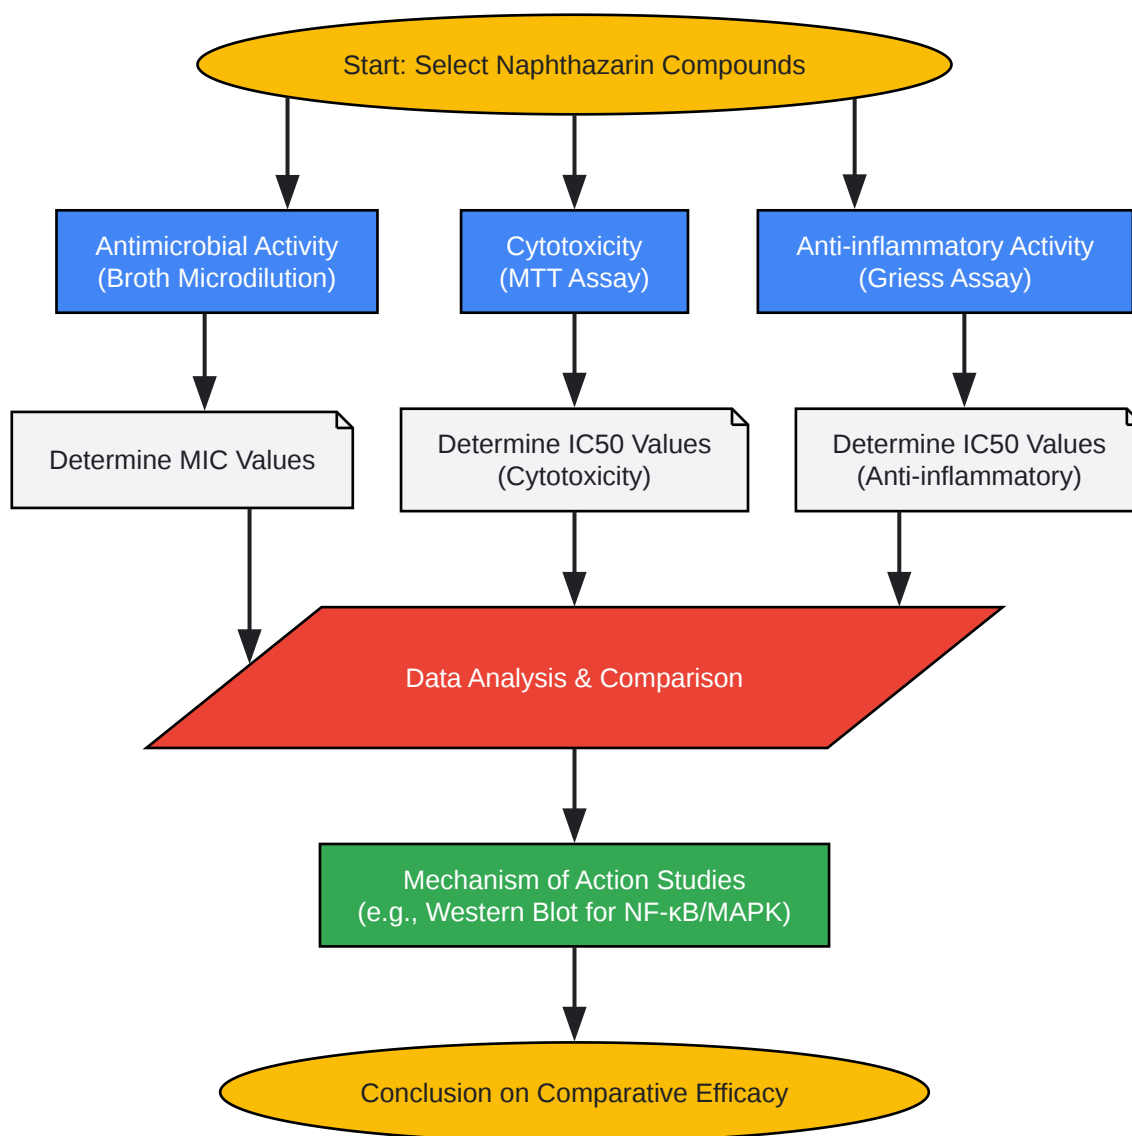 Start: Select Naphthazarin Compounds
Antimicrobial Activity
(Broth Microdilution)
Cytotoxicity
(MTT Assay)
Anti-inflammatory Activity
(Griess Assay)
Determine MIC Values
Determine IC50 Values
(Cytotoxicity)
Determine IC50 Values
(Anti-inflammatory)
Data Analysis & Comparison
Mechanism of Action Studies
(e.g., Western Blot for NF-κB/MAPK)
Conclusion on Comparative Efficacy